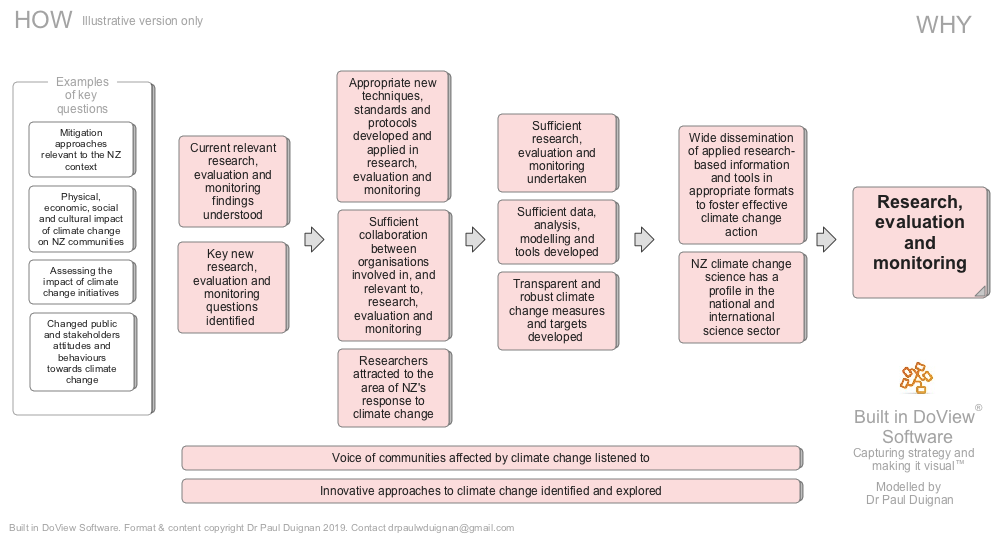 HOW
Illustrative version only
WHY
Examples
of key
questions
Mitigation
approaches
relevant to the NZ
context
Physical,
economic, social
and cultural impact
of climate change
on NZ communities
Assessing the
impact of climate
change initiatives
Changed public
and stakeholders
attitudes and
behaviours
towards climate
change
Current relevant
research,
evaluation and
monitoring
findings
understood
Key new
research,
evaluation and
monitoring
questions
identified
Appropriate new
techniques,
standards and
protocols
developed and
applied in
research,
evaluation and
monitoring
Sufficient
collaboration
between
organisations
involved in, and
relevant to,
research,
evaluation and
monitoring
Researchers
attracted to the
area of NZ's
response to
climate change
Sufficient
research,
evaluation and
monitoring
undertaken
Sufficient data,
analysis,
modelling and
tools developed
Transparent and
robust climate
change measures
and targets
developed
Wide dissemination
of applied research-
based information
and tools in
appropriate formats
to foster effective
climate change
action
NZ climate change
science has a
profile in the
national and
international
science sector
Research,
evaluation
and
monitoring
Voice of communities affected by climate change listened to
Innovative approaches to climate change identified and explored
Built in DoView®
Software
Capturing strategy and
making it visual™
Modelled by
Dr Paul Duignan
Built in DoView Software. Format & content copyright Dr Paul Duignan 2019. Contact drpaulwduignan@gmail.com